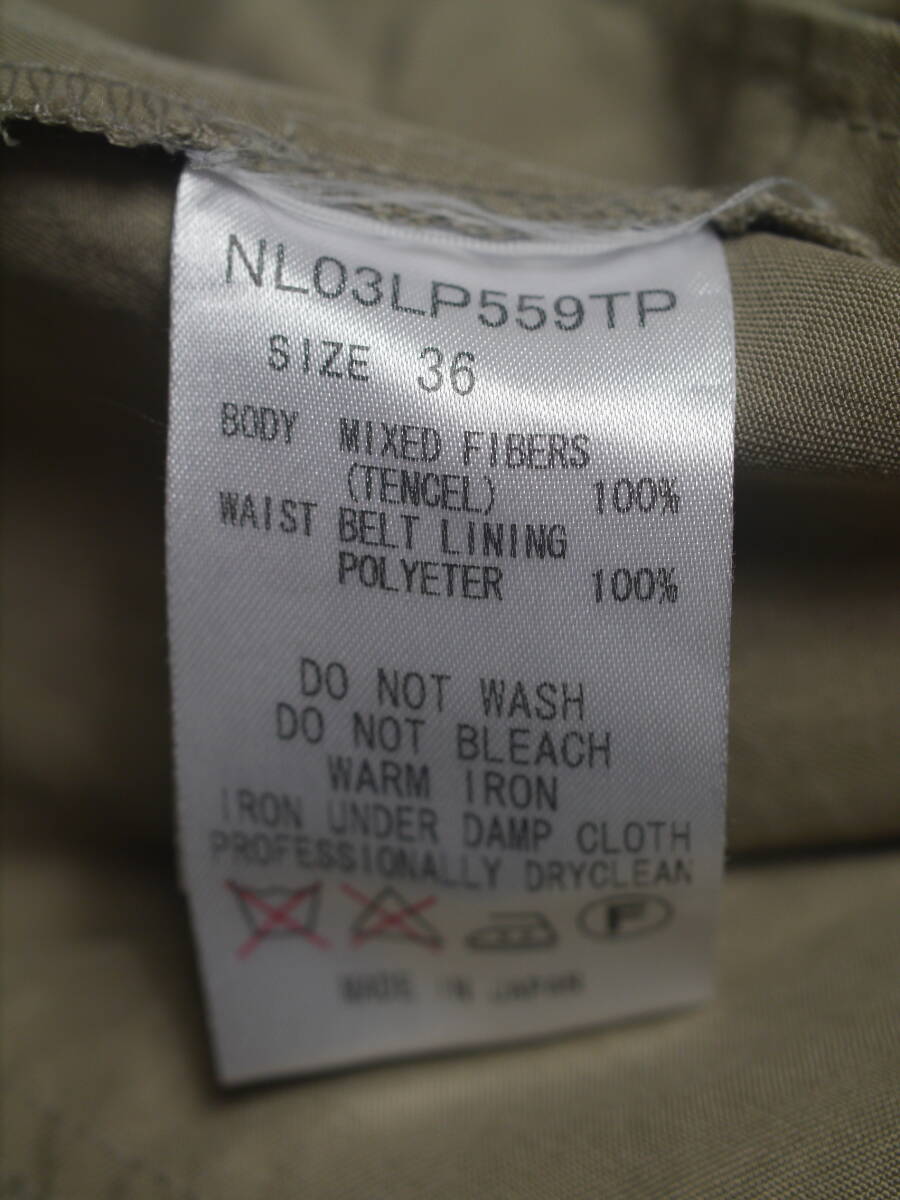 NL03LP559TP
SIZE 36
BODY MIXED FIBERS
(TENCEL) 100%
WAIST BELT LINING
POLYETER 100%
DO NOT WASH
DO NOT BLEACH
WARM IRON
IRON UNDER DAMP CLOTH
PROFESSIONALLY DRYCLEAN
F
MADE IN JAPAN